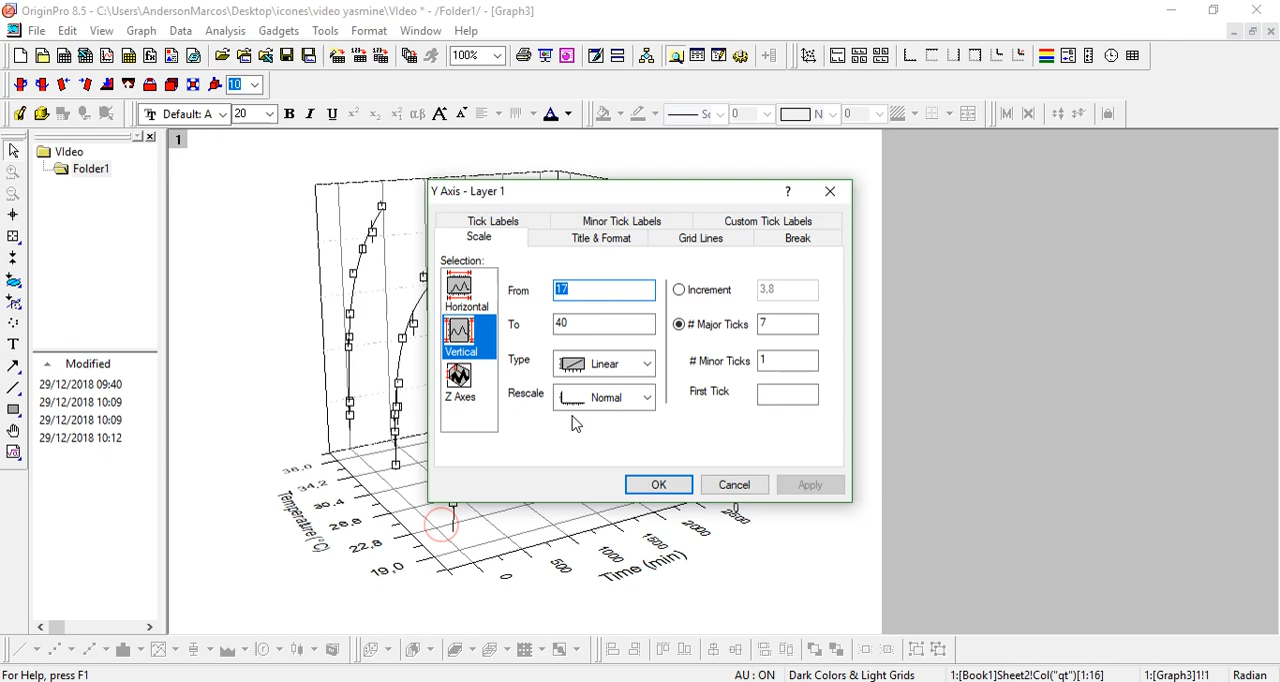 OriginPro 8.5 - C:\Users\AndersonMarcos\Desktop\icones\video yasmine\VIdeo * - /Folder1/ - [Graph3]
File Edit View Graph Data Analysis Gadgets Tools Format Window Help
100%
10
Default: A 20 B I U αβ A A A 0 N 0
VIdeo
Folder1
1
Modified
29/12/2018 09:40
29/12/2018 10:09
29/12/2018 10:09
29/12/2018 10:12
T
38,0
34,2
30,4
26,6
22,8
19,0
Temperature (°C)
0
500
1000
1500
2000
2500
Time (min)
Y Axis - Layer 1
Tick Labels Minor Tick Labels Custom Tick Labels
Scale Title & Format Grid Lines Break
Selection:
Horizontal
Vertical
Z Axes
From 17
To 40
Type Linear
Rescale Normal
Increment 3,8
# Major Ticks 7
# Minor Ticks 1
First Tick
OK Cancel Apply
For Help, press F1
AU : ON Dark Colors & Light Grids 1:[Book1]Sheet2!Col("qt")[1:16] 1:[Graph3]1!1 Radian